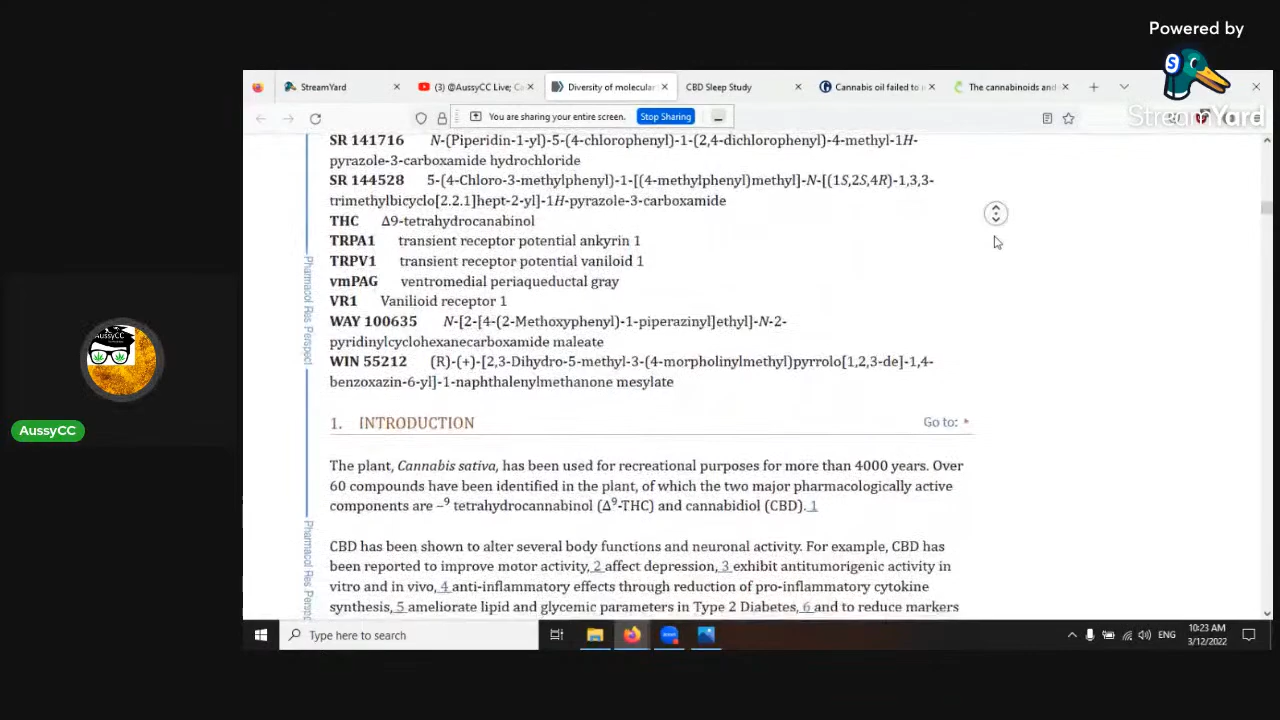 Powered by
StreamYard
StreamYard
(3) @AussyCC Live; C
Diversity of molecular
CBD Sleep Study
Cannabis oil failed to
The cannabinoids and
You are sharing your entire screen.
Stop Sharing
SR 141716 N-(Piperidin-1-yl)-5-(4-chlorophenyl)-1-(2,4-dichlorophenyl)-4-methyl-1H-
pyrazole-3-carboxamide hydrochloride
SR 144528 5-(4-Chloro-3-methylphenyl)-1-[(4-methylphenyl)methyl]-N-[(1S,2S,4R)-1,3,3-
trimethylbicyclo[2.2.1]hept-2-yl]-1H-pyrazole-3-carboxamide
THC Δ9-tetrahydrocanabinol
TRPA1 transient receptor potential ankyrin 1
TRPV1 transient receptor potential vaniloid 1
vmPAG ventromedial periaqueductal gray
VR1 Vanilioid receptor 1
WAY 100635 N-[2-[4-(2-Methoxyphenyl)-1-piperazinyl]ethyl]-N-2-
pyridinylcyclohexanecarboxamide maleate
WIN 55212 (R)-(+)-[2,3-Dihydro-5-methyl-3-(4-morpholinylmethyl)pyrrolo[1,2,3-de]-1,4-
benzoxazin-6-yl]-1-naphthalenylmethanone mesylate
1. INTRODUCTION
Go to:
The plant, Cannabis sativa, has been used for recreational purposes for more than 4000 years. Over
60 compounds have been identified in the plant, of which the two major pharmacologically active
components are –⁹ tetrahydrocannabinol (Δ⁹-THC) and cannabidiol (CBD). 1
CBD has been shown to alter several body functions and neuronal activity. For example, CBD has
been reported to improve motor activity, 2 affect depression, 3 exhibit antitumorigenic activity in
vitro and in vivo, 4 anti-inflammatory effects through reduction of pro-inflammatory cytokine
synthesis, 5 ameliorate lipid and glycemic parameters in Type 2 Diabetes, 6 and to reduce markers
Pharmacol Res Perspect
Pharmacol Res Perspec
AussyCC
AussyCC
Type here to search
ENG
10:23 AM
3/12/2022